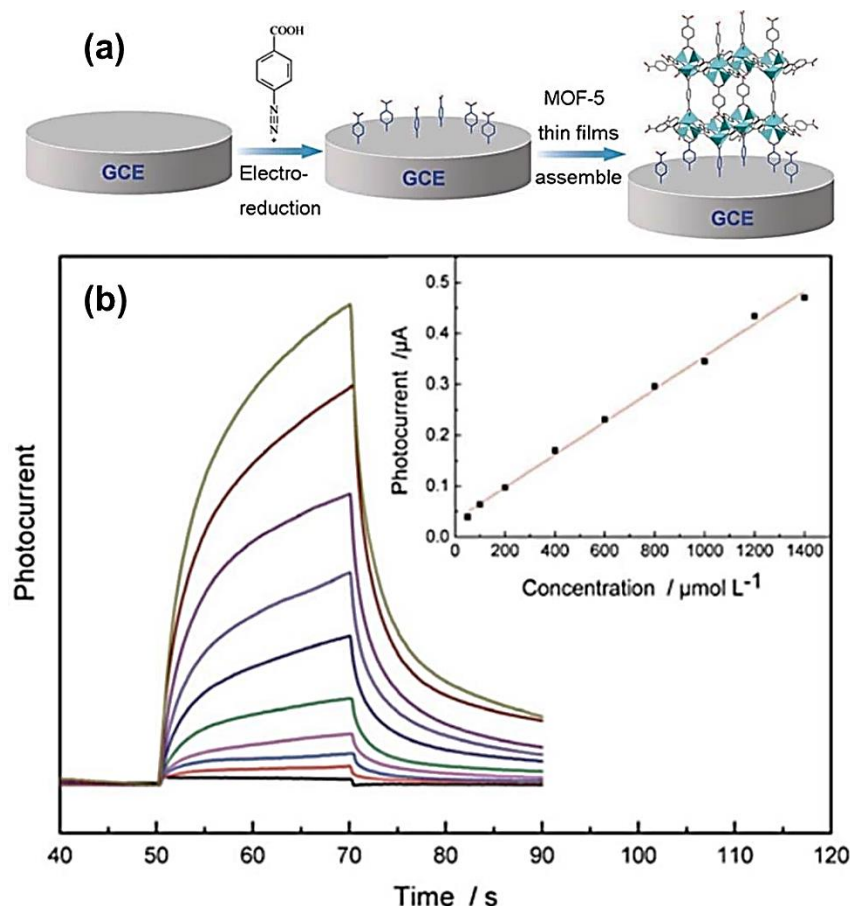 (a)
COOH
N
N
+
GCE
Electro-
reduction
GCE
MOF-5
thin films
assemble
GCE
(b)
Photocurrent
Time / s
40 50 60 70 80 90 100 110 120
Photocurrent /µA
0.5
0.4
0.3
0.2
0.1
0.0
0 200 400 600 800 1000 1200 1400
Concentration / µmol L-1